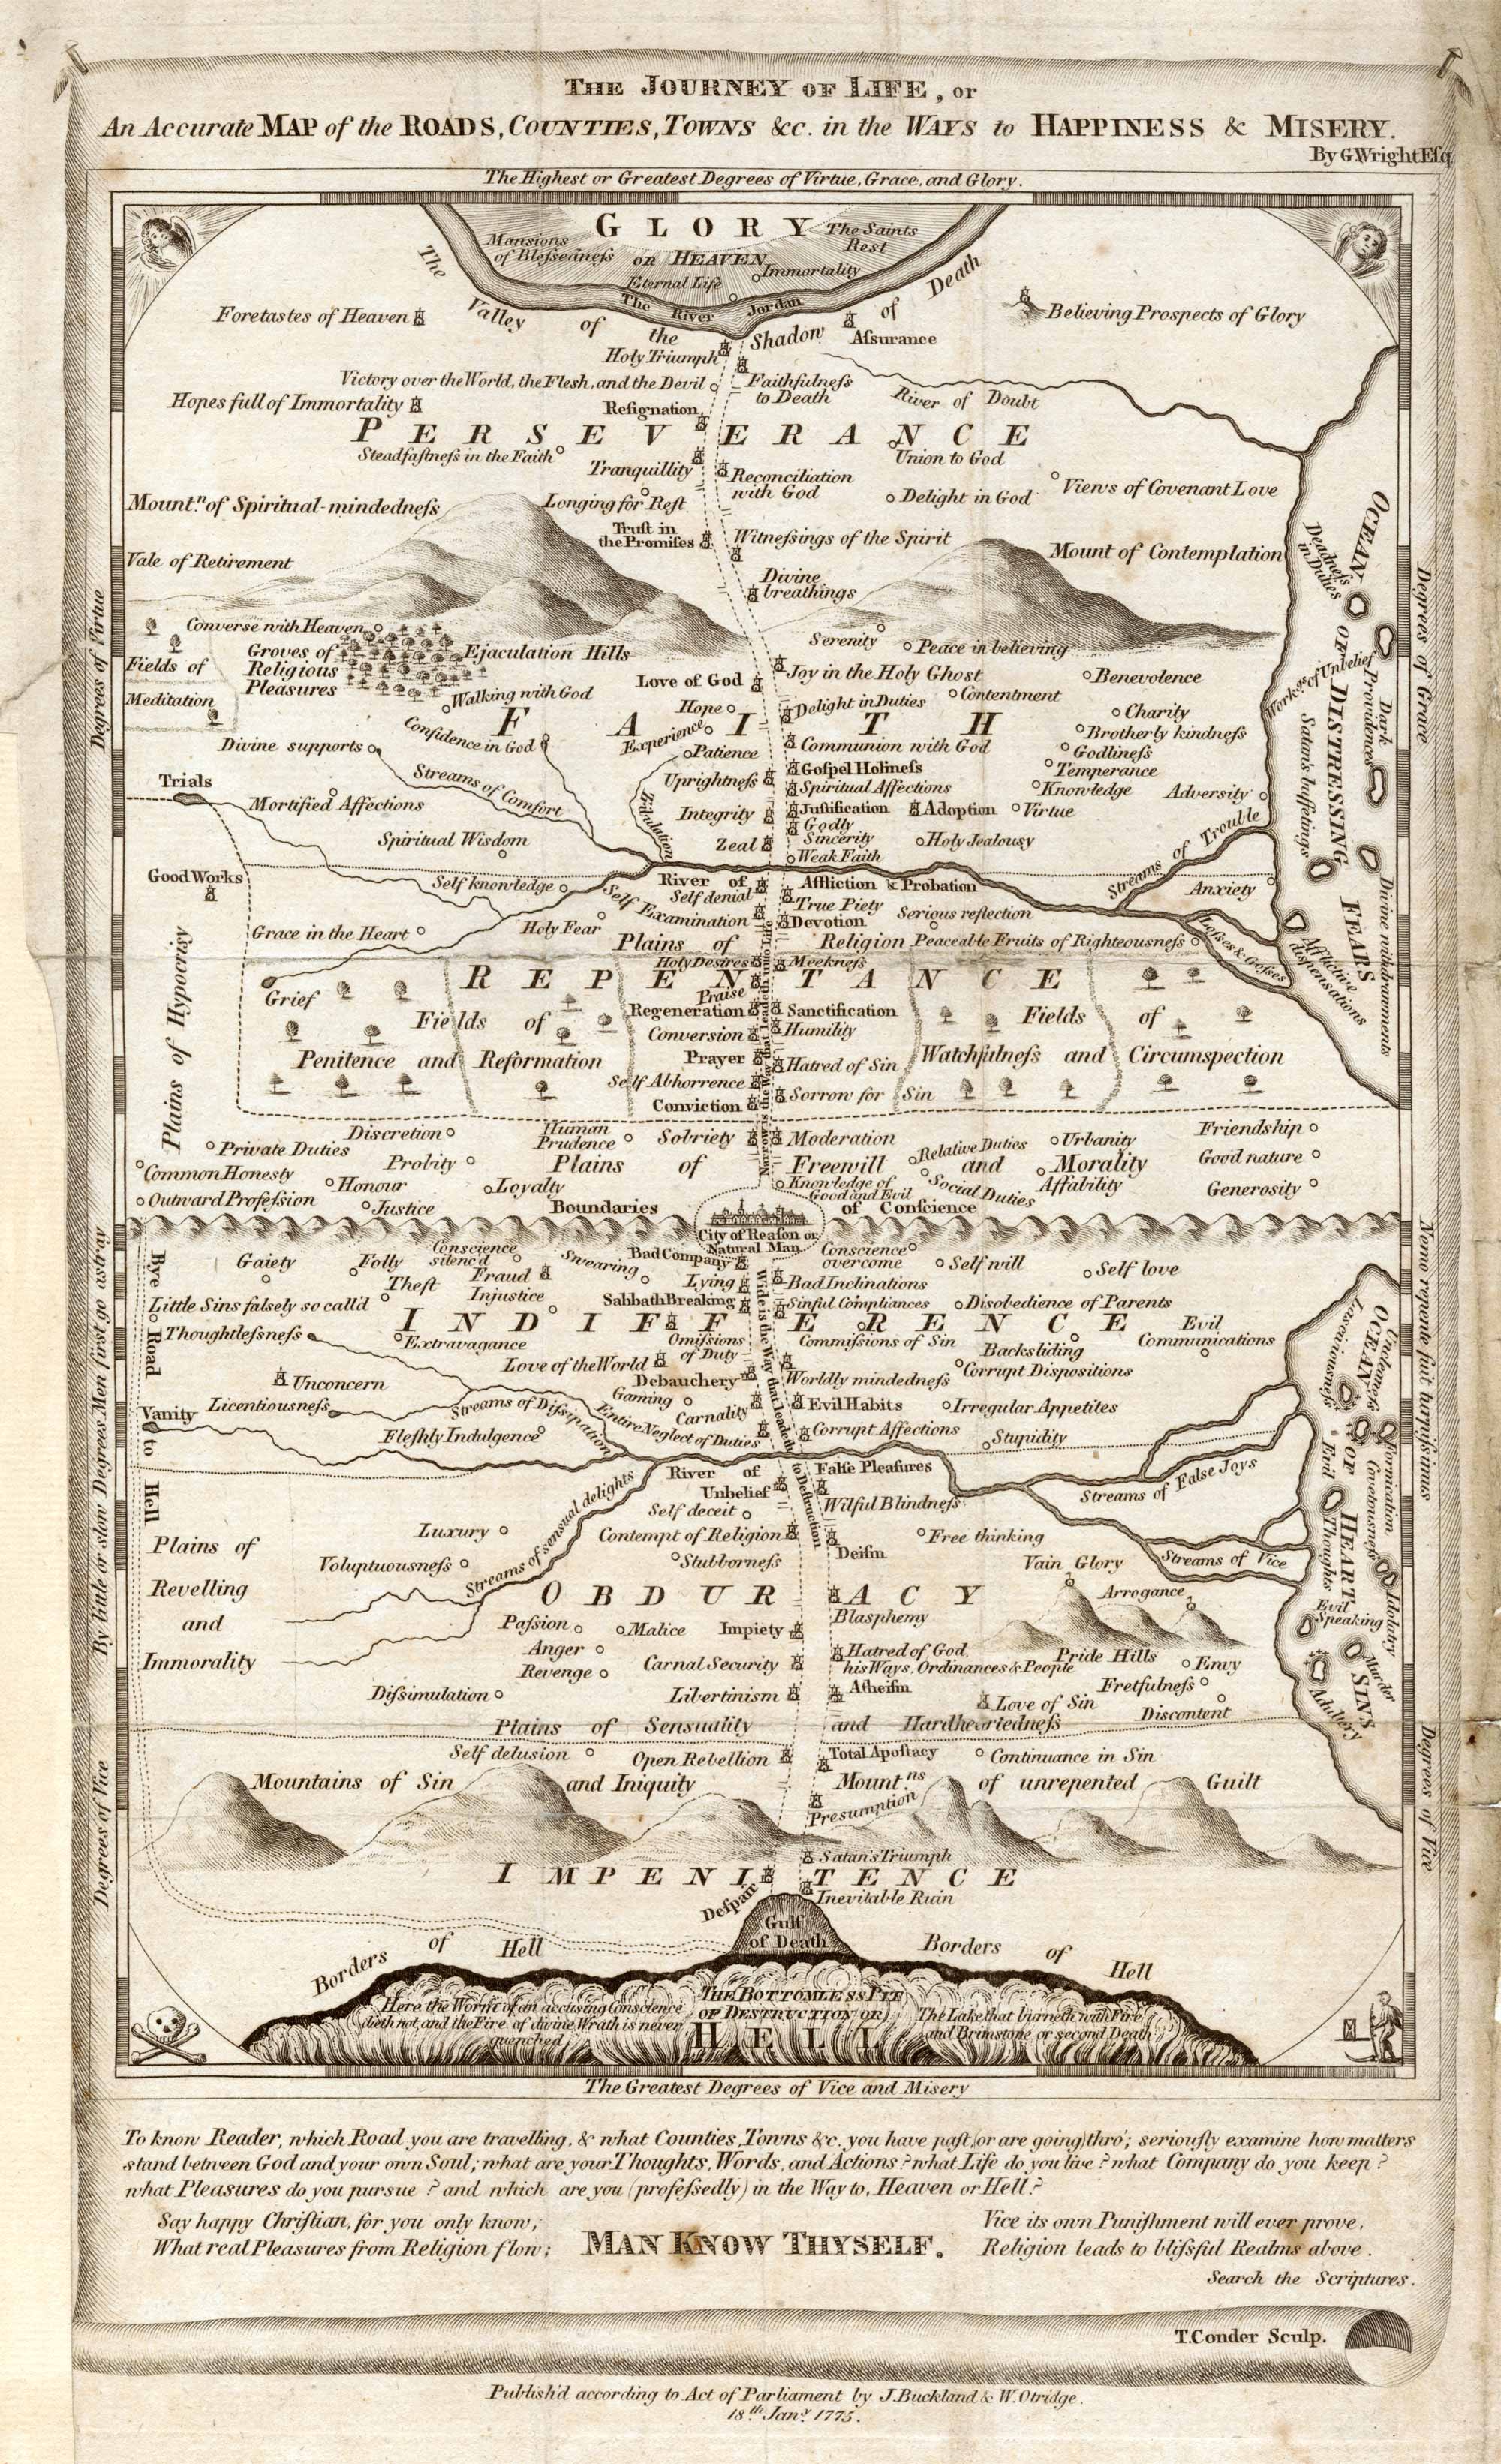 THE JOURNEY OF LIFE, or
An Accurate MAP of the ROADS, COUNTIES, TOWNS &c. in the WAYS to HAPPINESS & MISERY.
By G.Wright Eſq.
The Highest or Greatest Degrees of Virtue, Grace, and Glory.
GLORY
The Saints
Rest
Mansions
of Bleſsedneſs
OR HEAVEN
Immortality
Eternal Life
The River Jordan
The Valley of the Shadow of Death
Foretastes of Heaven
Believing Prospects of Glory
Aſsurance
Holy Triumph
Victory over the World, the Flesh, and the Devil
Faithfulneſs
to Death
River of Doubt
Hopes full of Immortality
Reſignation
PERSEVERANCE
Steadfaſtneſs in the Faith
Union to God
Tranquillity
Reconciliation
with God
Views of Covenant Love
Delight in God
Mount.n of Spiritual-mindedneſs
Longing for Reſt
Truſt in
the Promiſes
Witneſsings of the Spirit
Mount of Contemplation
Vale of Retirement
Divine
breathings
Converse with Heaven
Groves of
Religious
Pleasures
Ejaculation Hills
Serenity
Peace in believing
Fields of
Meditation
Love of God
Joy in the Holy Ghost
Benevolence
Walking with God
Hope
Delight in Duties
Contentment
Charity
FAITH
Confidence in God
Experience
Brotherly kindneſs
Divine supports
Patience
Communion with God
Godlineſs
Trials
Streams of Comfort
Uprightneſs
Goſpel Holineſs
Temperance
Spiritual Affections
Knowledge
Adversity
Mortified Affections
Tribulation
Integrity
Juſtification
Adoption
Virtue
Godly
Sincerity
Spiritual Wisdom
Zeal
Holy Jealousy
Weak Faith
Streams of Trouble
Good Works
Self knowledge
River of
Affliction & Probation
Anxiety
Self denial
True Piety
Self Examination
Devotion
Serious reflection
Grace in the Heart
Holy Fear
Plains of Religion
Peaceable Fruits of Righteousneſs
Loſses & Croſses
Afflictive
dispensations
Holy Desires
Meekneſs
REPENTANCE
Grief
Praise
Regeneration
Sanctification
Fields of
Penitence and Reformation
Conversion
Humility
Fields of
Watchfulneſs and Circumspection
Prayer
Hatred of Sin
Self Abhorrence
Sorrow for Sin
Conviction
Plains of Hypocrisy
Narrow is the Way that leadeth unto Life
OCEAN OF DISTRESSING FEARS
Deadneſs
in Duties
Work.gs of Unbelief
Dark
Providences
Satan's buffetings
Divine withdrawments
Discretion
Human
Prudence
Sobriety
Moderation
Relative Duties
Urbanity
Friendship
Private Duties
Probity
Plains of Freewill and Morality
Good nature
Common Honesty
Honour
Loyalty
Knowledge of
Good and Evil
Social Duties
Affability
Generosity
Outward Profeſsion
Justice
Boundaries of Conſcience
City of Reaſon or
Natural Man
Gaiety
Folly
Conscience
silenc'd
Swearing
Bad Company
Conscience
overcome
Self will
Self love
Theft
Fraud
Injustice
Lying
Bad Inclinations
Little Sins falsely so call'd
Sabbath Breaking
Sinful Compliances
Disobedience of Parents
INDIFFERENCE
Thoughtleſsneſs
Extravagance
Omiſsions
of Duty
Commiſsions of Sin
Backsliding
Evil
Communications
Love of the World
Corrupt Dispositions
Unconcern
Debauchery
Worldly mindedneſs
Vanity
Licentiousneſs
Gaming
Carnality
Evil Habits
Irregular Appetites
Streams of Diſsipation
Entire Neglect of Duties
Corrupt Affections
Stupidity
Fleshly Indulgence
River of
Falſe Pleaſures
Unbelief
Wilful Blindneſs
Streams of False Joys
Self deceit
Luxury
Contempt of Religion
Free thinking
Streams of sensual delights
Deiſm
Voluptuousneſs
Stubborneſs
Vain Glory
Streams of Vice
Plains of
Revelling
and
Immorality
OBDURACY
Arrogance
Blasphemy
Paſsion
Malice
Impiety
Anger
Hatred of God,
his Ways, Ordinances & People
Pride Hills
Envy
Revenge
Carnal Security
Fretfulneſs
Diſsimulation
Libertinism
Atheiſm
Love of Sin
Discontent
Plains of Sensuality and Hardheartedneſs
Self delusion
Open Rebellion
Total Apoſtacy
Continuance in Sin
Mountains of Sin and Iniquity
Mount.ns of unrepented Guilt
Presumption
Satan's Triumph
IMPENITENCE
Deſpair
Inevitable Ruin
Gulf
of Death
Borders of Hell
Borders of Hell
Bye Road to Hell
Wide is the Way that leadeth to Destruction
OCEAN OF HEART SINS
Lasciviousneſs
Uncleanneſs
Fornication
Covetousneſs
Evil Thoughts
Evil
Speaking
Idolatry
Murder
Adultery
Here the Worm of an accusing Conscience
dieth not, and the Fire of divine Wrath is never
quenched
THE BOTTOMLESS PIT
OF DESTRUCTION OR
HELL
The Lake that burneth with Fire
and Brimstone or second Death
Degrees of Virtue
By little or slow Degrees Men first go astray
Degrees of Vice
Degrees of Grace
Nemo repente fuit turpissimus
Degrees of Vice
The Greatest Degrees of Vice and Misery
To know Reader, which Road you are travelling, & what Counties, Towns &c. you have paſt (or are going) thro'; seriouſly examine how matters
stand between God and your own Soul; what are your Thoughts, Words, and Actions? what Life do you live? what Company do you keep?
what Pleasures do you pursue? and which are you (profeſsedly) in the Way to, Heaven or Hell?
Say happy Chriſtian, for you only know,
What real Pleasures from Religion flow;
MAN KNOW THYSELF.
Vice its own Puniſhment will ever prove,
Religion leads to bliſsful Realms above.
Search the Scriptures.
T.Conder Sculp.
Publish'd according to Act of Parliament by J.Buckland & W.Otridge.
18th. Jan.y 1775.